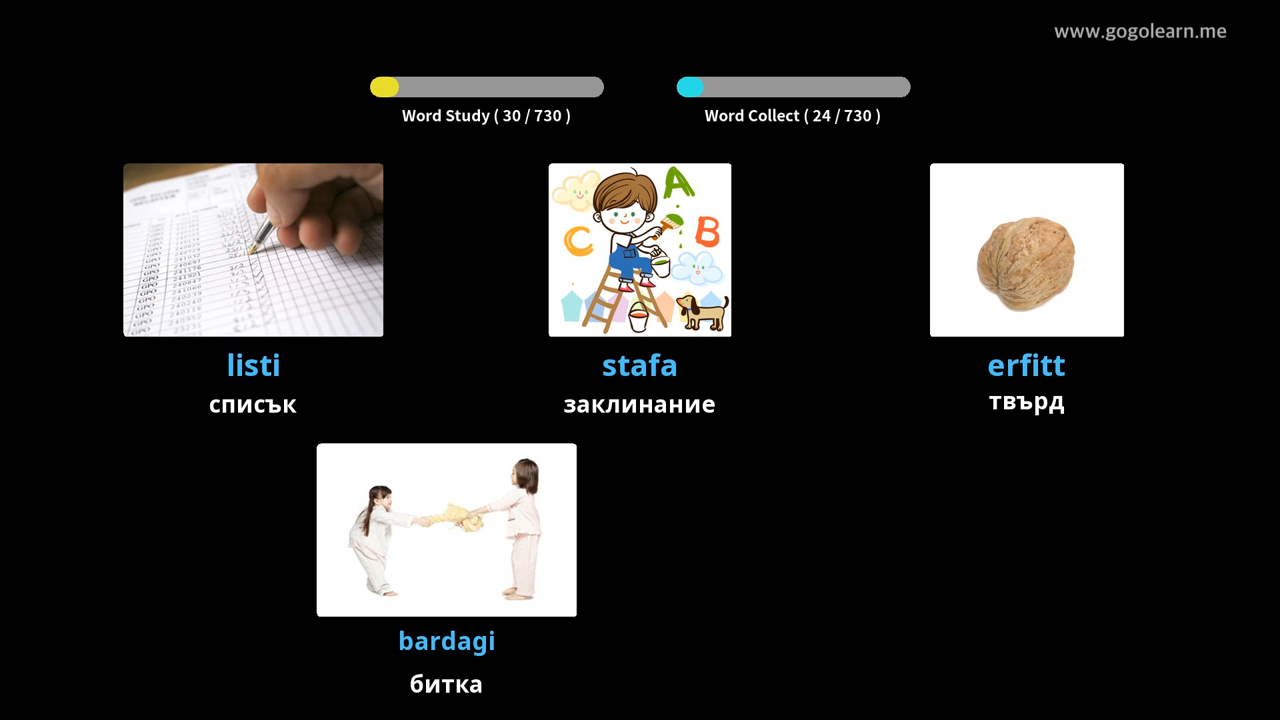 www.gogolearn.me
Word Study ( 30 / 730 )
Word Collect ( 24 / 730 )
A
B
C
listi
списък
stafa
заклинание
erfitt
твърд
bardagi
битка